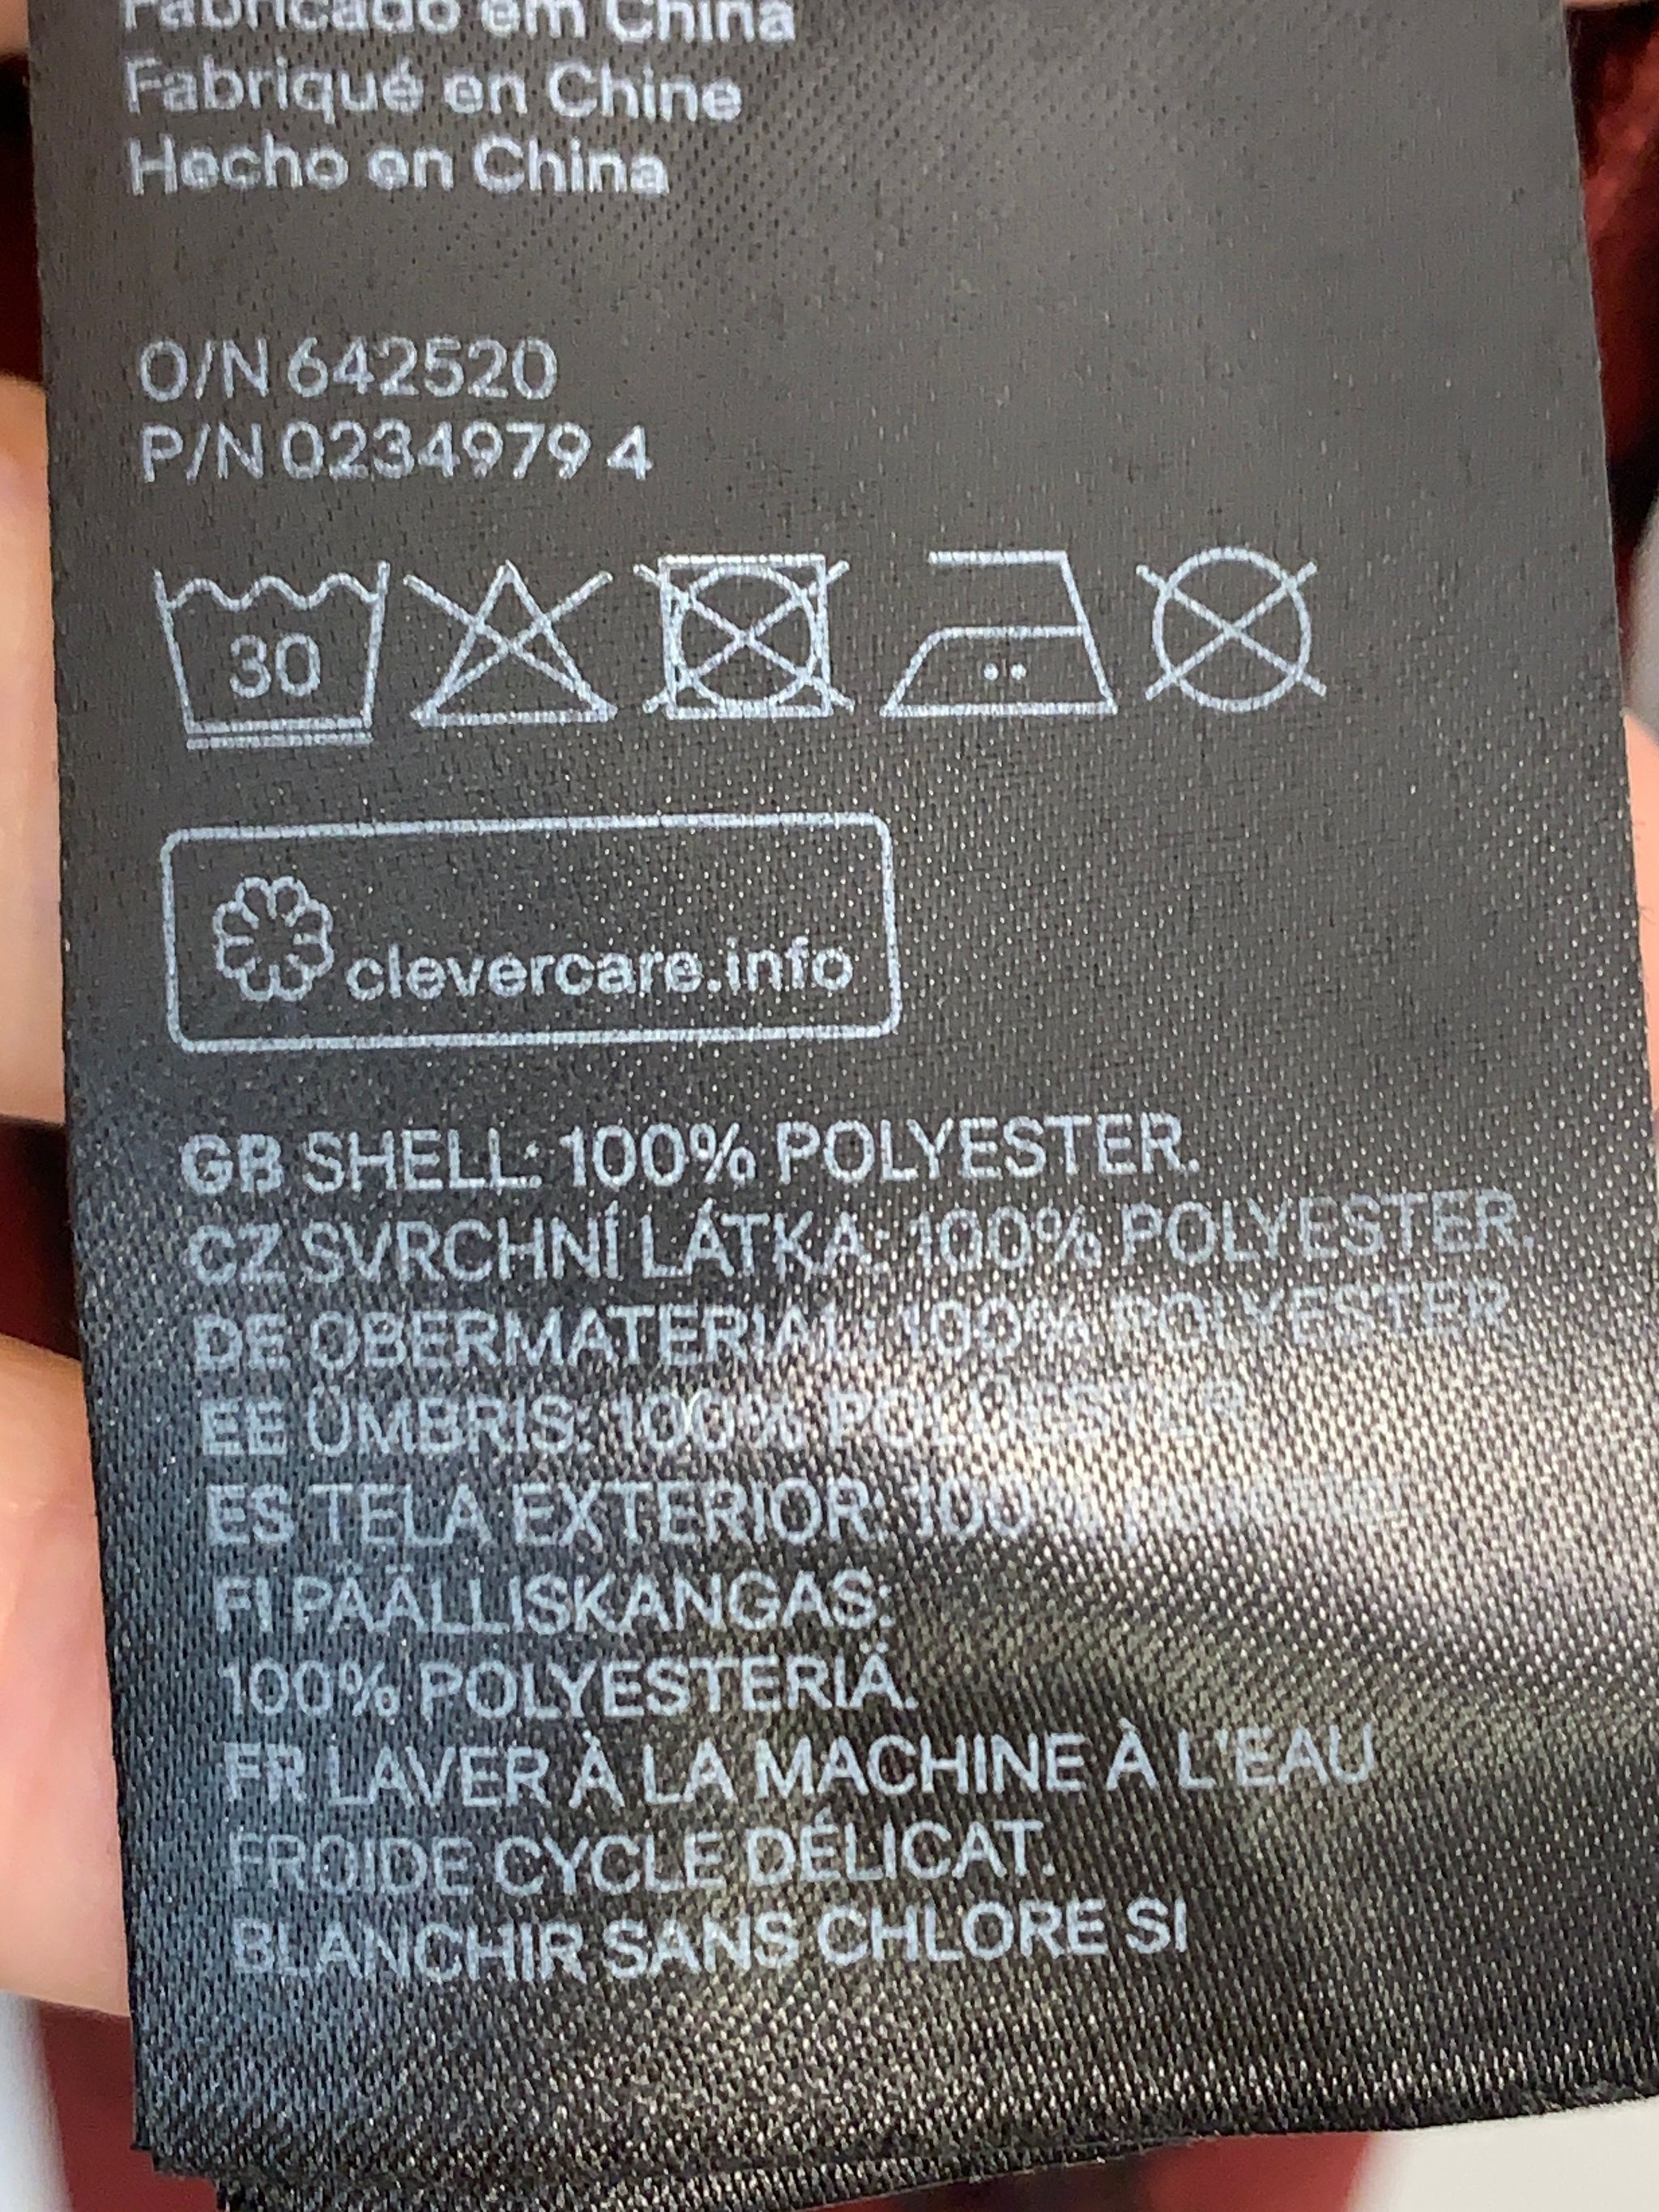 Fabricado em China
Fabriqué en Chine
Hecho en China
O/N 642520
P/N 0234979 4
30
clevercare.info
GB SHELL: 100% POLYESTER.
CZ SVRCHNÍ LÁTKA: 100% POLYESTER.
DE OBERMATERIAL: 100% POLYESTER.
EE ÜMBRIS: 100% POLÜESTER.
ES TELA EXTERIOR: 100%
FI PÄÄLLISKANGAS:
100% POLYESTERIÄ.
FR LAVER À LA MACHINE À L'EAU
FROIDE CYCLE DÉLICAT.
BLANCHIR SANS CHLORE SI